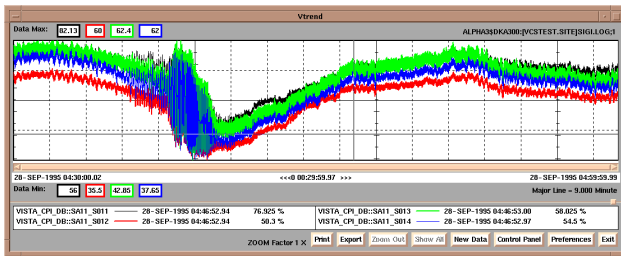 Vtrend
Data Max: 82.13 60 62.4 62 ALPHA3$DKA300:[VCSTEST.SITE]SIGI.LOG;1
28-SEP-1995 04:30:00.02 <<<0 00:29:59.97 >>> 28-SEP-1995 04:59:59.99
Data Min: 56 35.5 42.85 37.65 Major Line = 9.000 Minute
VISTA_CPI_DB::SA11_S011 28-SEP-1995 04:46:52.94 76.925 % VISTA_CPI_DB::SA11_S013 28-SEP-1995 04:46:53.00 58.025 %
VISTA_CPI_DB::SA11_S012 28-SEP-1995 04:46:52.94 50.3 % VISTA_CPI_DB::SA11_S014 28-SEP-1995 04:46:52.97 54.5 %
ZOOM Factor 1 X Print Export Zoom Out Show All New Data Control Panel Preferences Exit